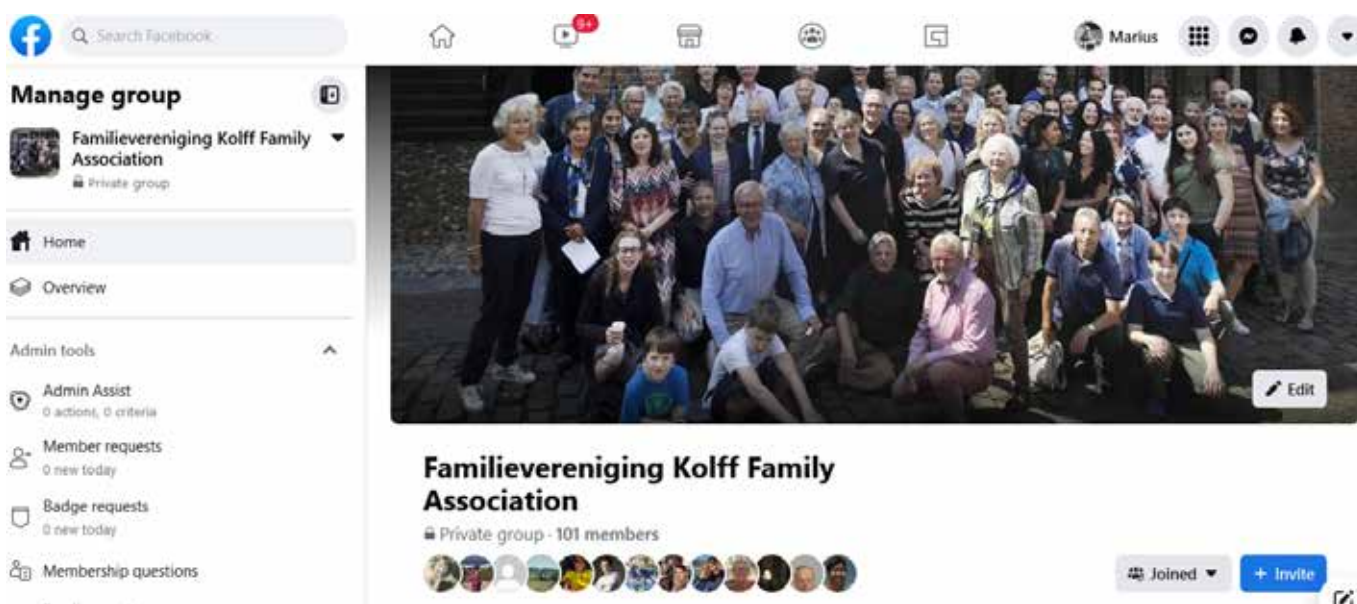 Search Facebook
9+
Marius
Manage group
Familievereniging Kolff Family
Association
Private group
Home
Overview
Admin tools
Admin Assist
0 actions, 0 criteria
Member requests
0 new today
Badge requests
0 new today
Membership questions
Edit
Familievereniging Kolff Family
Association
Private group · 101 members
Joined
+ Invite